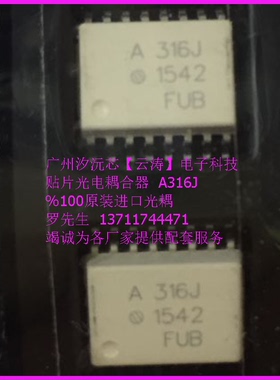 A 316J
1542
FUB
广州汐沅芯【云涛】电子科技
贴片光电耦合器 A316J
%100原装进口光耦
罗先生 13711744471
竭诚为各厂家提供配套服务
A 316J
1542
FUB